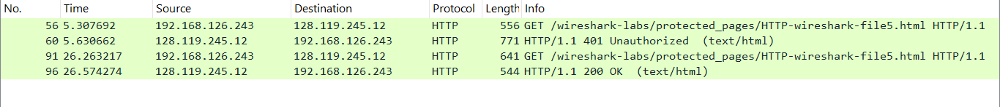 No. Time Source Destination Protocol Length Info
56 5.307692 192.168.126.243 128.119.245.12 HTTP 556 GET /wireshark-labs/protected_pages/HTTP-wireshark-file5.html HTTP/1.1
60 5.630662 128.119.245.12 192.168.126.243 HTTP 771 HTTP/1.1 401 Unauthorized (text/html)
91 26.263217 192.168.126.243 128.119.245.12 HTTP 641 GET /wireshark-labs/protected_pages/HTTP-wireshark-file5.html HTTP/1.1
96 26.574274 128.119.245.12 192.168.126.243 HTTP 544 HTTP/1.1 200 OK (text/html)